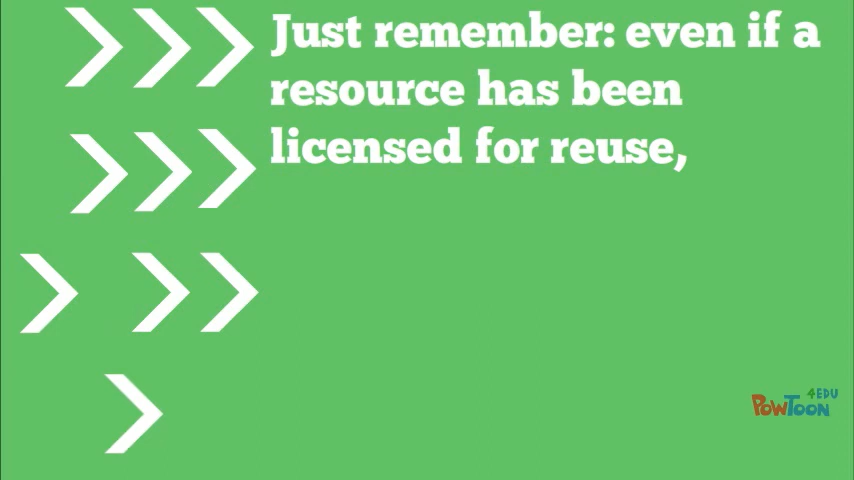 Just remember: even if a
resource has been
licensed for reuse,
4EDU
PowToon